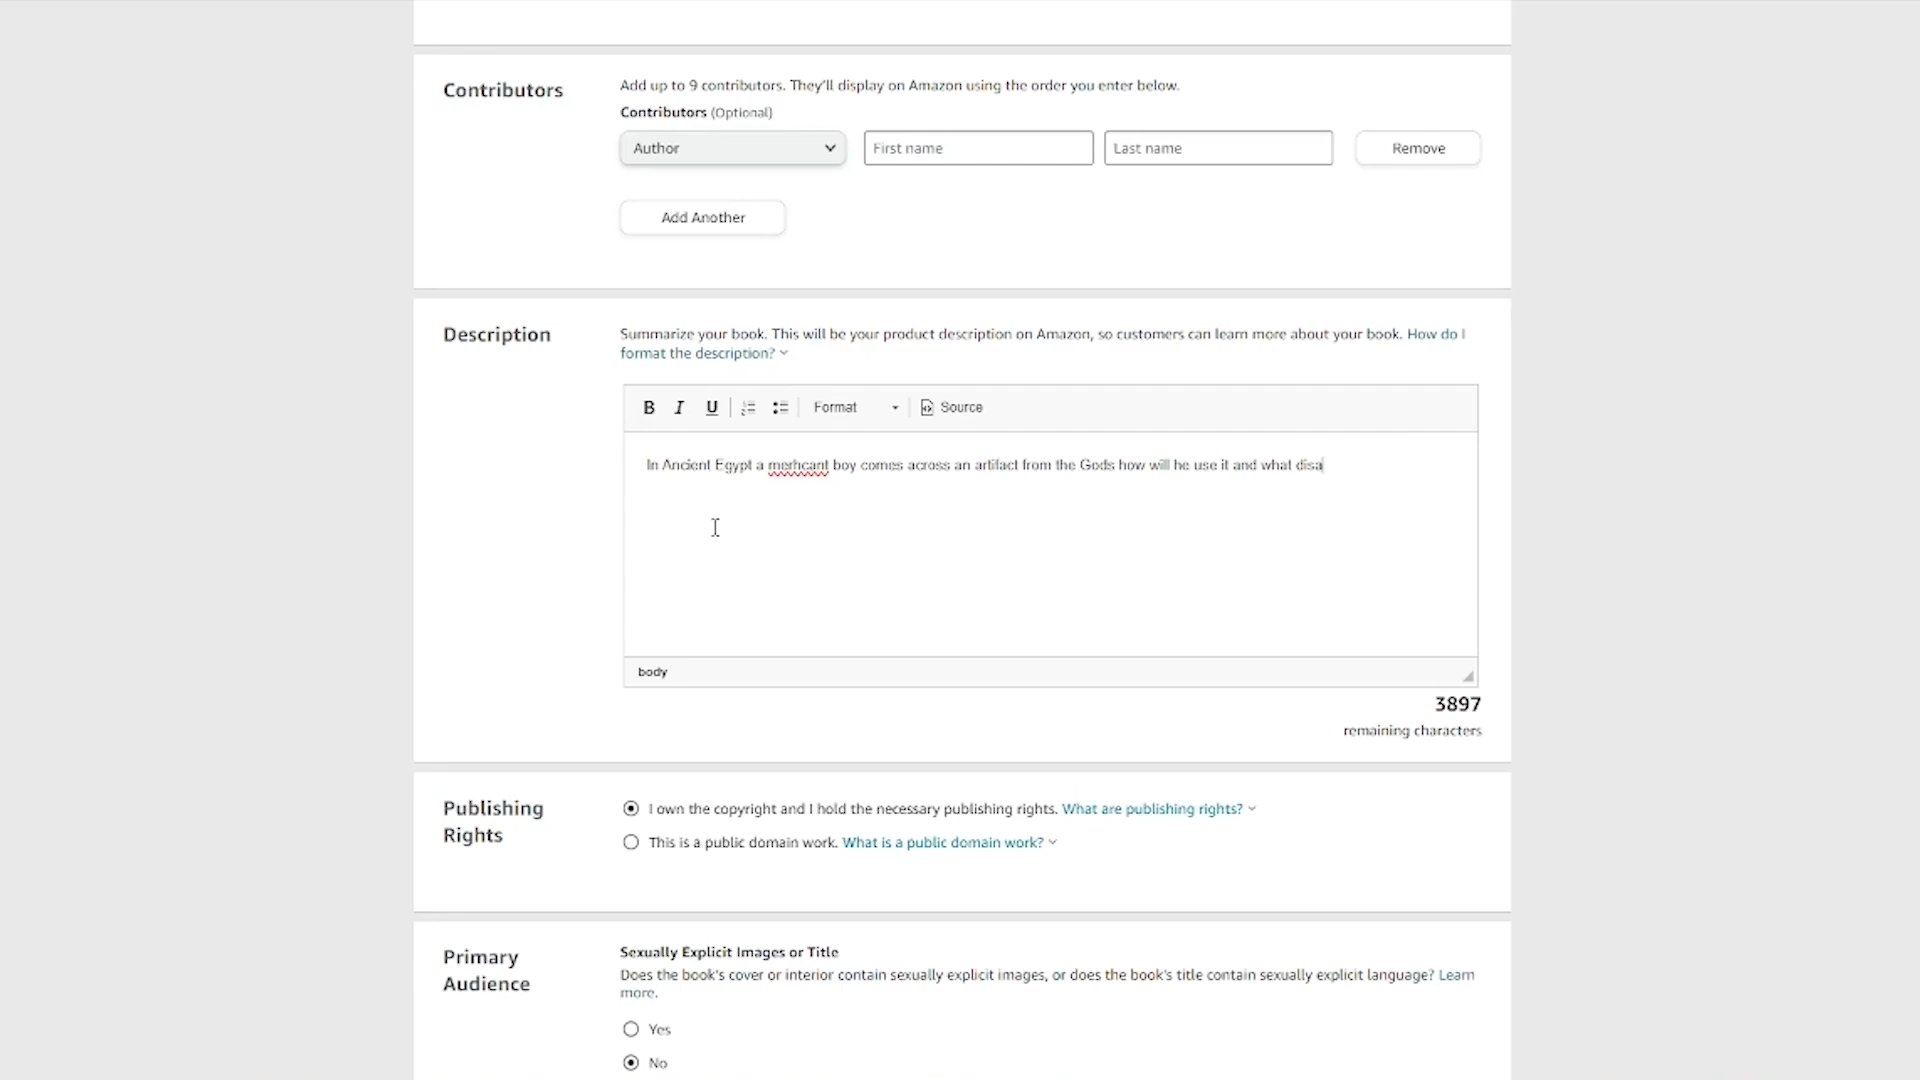 Contributors
Add up to 9 contributors. They'll display on Amazon using the order you enter below.
Contributors (Optional)
Author
First name
Last name
Remove
Add Another
Description
Summarize your book. This will be your product description on Amazon, so customers can learn more about your book. How do I
format the description?
B I U
Format
Source
In Ancient Egypt a merhcant boy comes across an artifact from the Gods how will he use it and what disa
body
3897
remaining characters
Publishing
Rights
I own the copyright and I hold the necessary publishing rights. What are publishing rights?
This is a public domain work. What is a public domain work?
Primary
Audience
Sexually Explicit Images or Title
Does the book's cover or interior contain sexually explicit images, or does the book's title contain sexually explicit language? Learn
more.
Yes
No